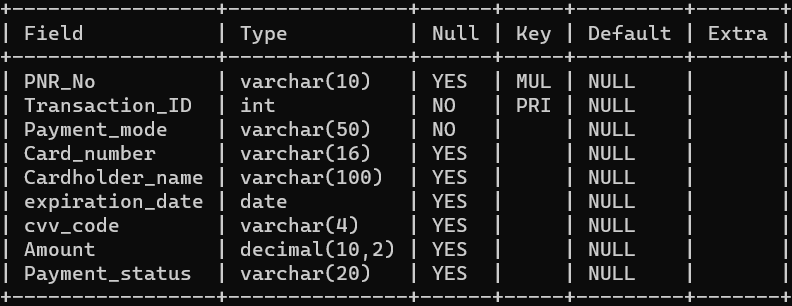 +------------------+---------------+------+-----+---------+-------+
| Field            | Type          | Null | Key | Default | Extra |
+------------------+---------------+------+-----+---------+-------+
| PNR_No           | varchar(10)   | YES  | MUL | NULL    |       |
| Transaction_ID   | int           | NO   | PRI | NULL    |       |
| Payment_mode     | varchar(50)   | NO   |     | NULL    |       |
| Card_number      | varchar(16)   | YES  |     | NULL    |       |
| Cardholder_name  | varchar(100)  | YES  |     | NULL    |       |
| expiration_date  | date          | YES  |     | NULL    |       |
| cvv_code         | varchar(4)    | YES  |     | NULL    |       |
| Amount           | decimal(10,2) | YES  |     | NULL    |       |
| Payment_status   | varchar(20)   | YES  |     | NULL    |       |
+------------------+---------------+------+-----+---------+-------+